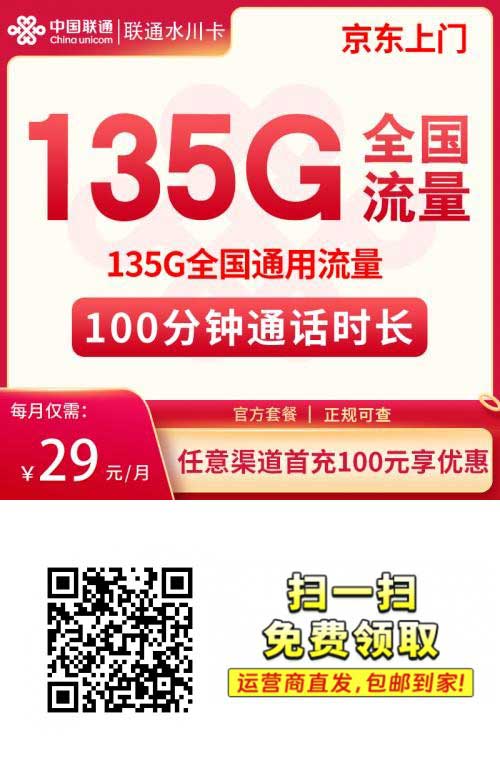 中国联通
China unicom
联通水川卡
京东上门
135G
全国
流量
135G全国通用流量
100分钟通话时长
每月仅需:
¥29元/月
官方套餐 | 正规可查
任意渠道首充100元享优惠
扫一扫
免费领取
运营商直发,包邮到家!